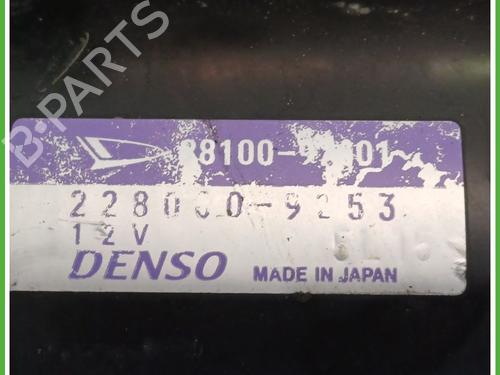 B-PARTS
228000-9253
12V
DENSO MADE IN JAPAN